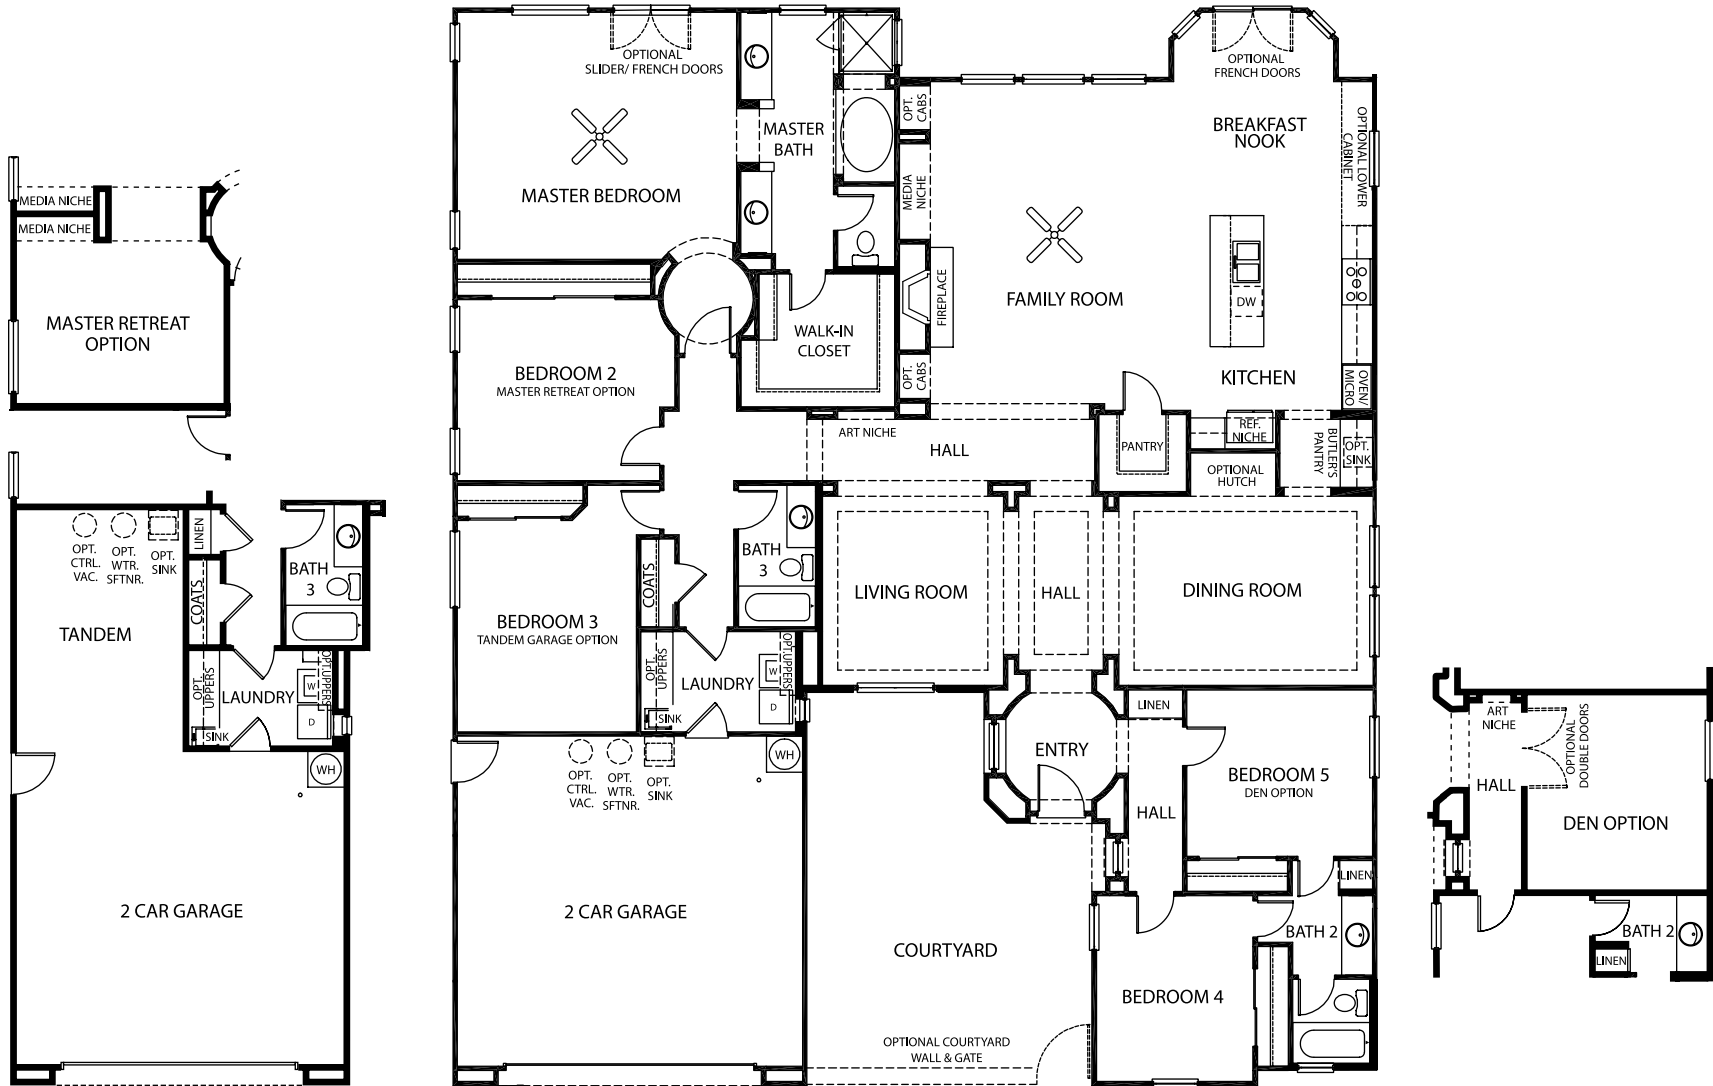 MEDIA NICHE
MEDIA NICHE
MASTER RETREAT
OPTION
OPT.
CTRL.
VAC.
OPT.
WTR.
SFTNR.
OPT.
SINK
LINEN
COATS
BATH
3
TANDEM
OPT.
UPPERS
LAUNDRY
OPT.UPPERS
W
D
SINK
WH
2 CAR GARAGE
OPTIONAL
SLIDER/ FRENCH DOORS
MASTER BEDROOM
MASTER
BATH
OPT.
CABS
MEDIA
NICHE
FIREPLACE
OPT.
CABS
WALK-IN
CLOSET
FAMILY ROOM
OPTIONAL
FRENCH DOORS
BREAKFAST
NOOK
OPTIONAL LOWER
CABINET
DW
KITCHEN
OVEN/
MICRO
BEDROOM 2
MASTER RETREAT OPTION
ART NICHE
HALL
PANTRY
REF.
NICHE
OPTIONAL
HUTCH
BUTLER'S
PANTRY
OPT.
SINK
BEDROOM 3
TANDEM GARAGE OPTION
COATS
BATH
3
LIVING ROOM
HALL
DINING ROOM
OPT.
UPPERS
LAUNDRY
OPT.UPPERS
W
D
SINK
WH
OPT.
CTRL.
VAC.
OPT.
WTR.
SFTNR.
OPT.
SINK
2 CAR GARAGE
ENTRY
LINEN
HALL
BEDROOM 5
DEN OPTION
LINEN
BATH 2
BEDROOM 4
COURTYARD
OPTIONAL COURTYARD
WALL & GATE
ART
NICHE
OPTIONAL
DOUBLE DOORS
HALL
DEN OPTION
BATH 2
LINEN